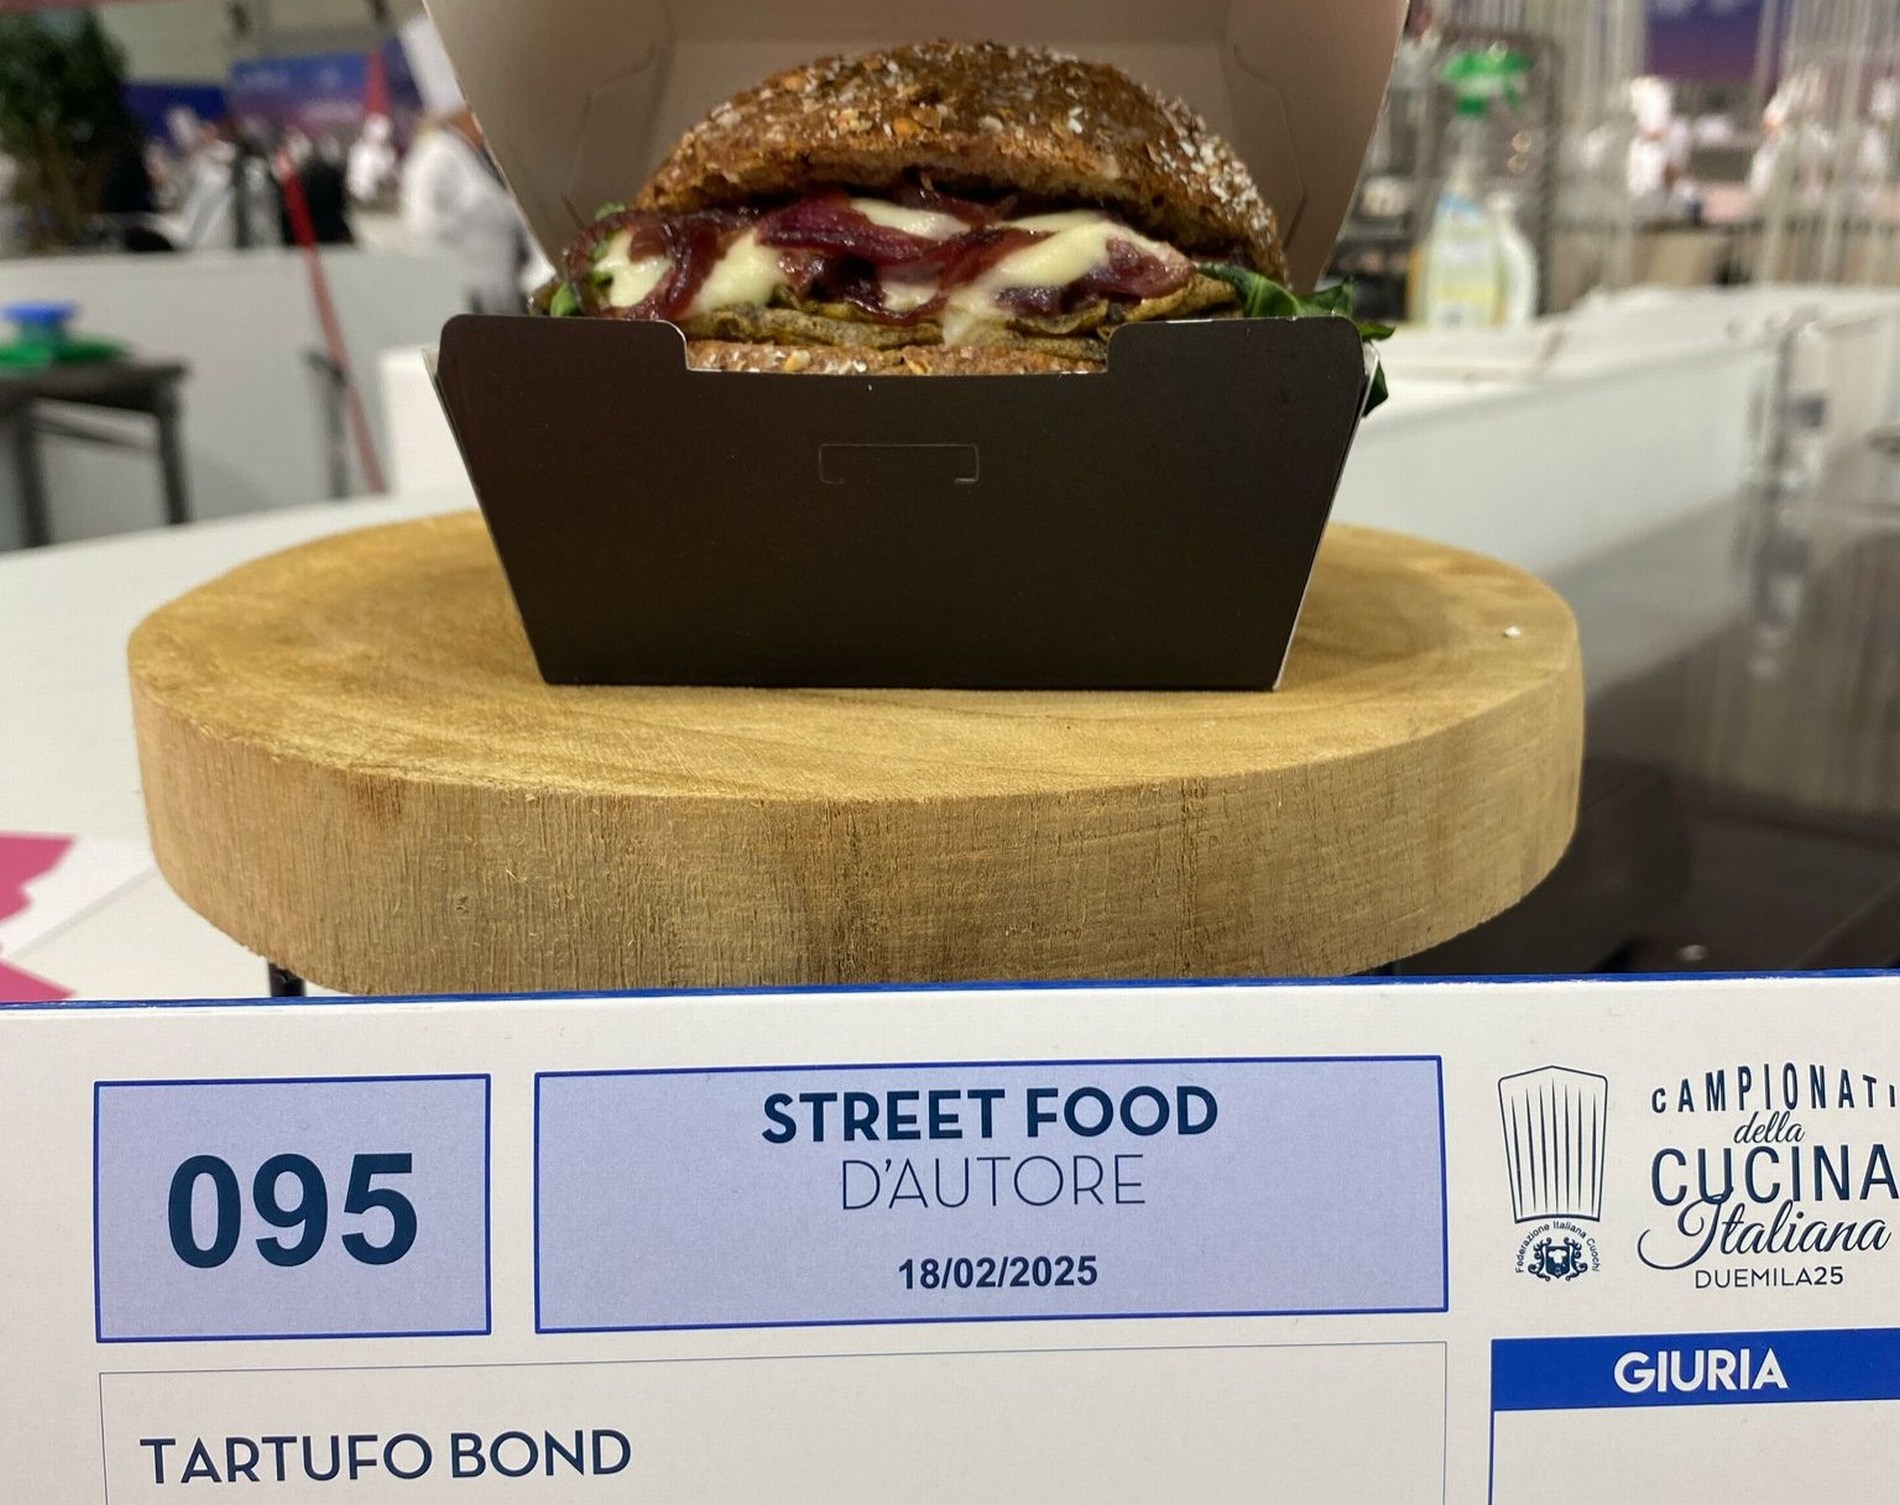 095
STREET FOOD
D'AUTORE
18/02/2025
CAMPIONATI
della
CUCINA
Italiana
DUEMILA25
Federazione Italiana Cuochi
GIURIA
TARTUFO BOND